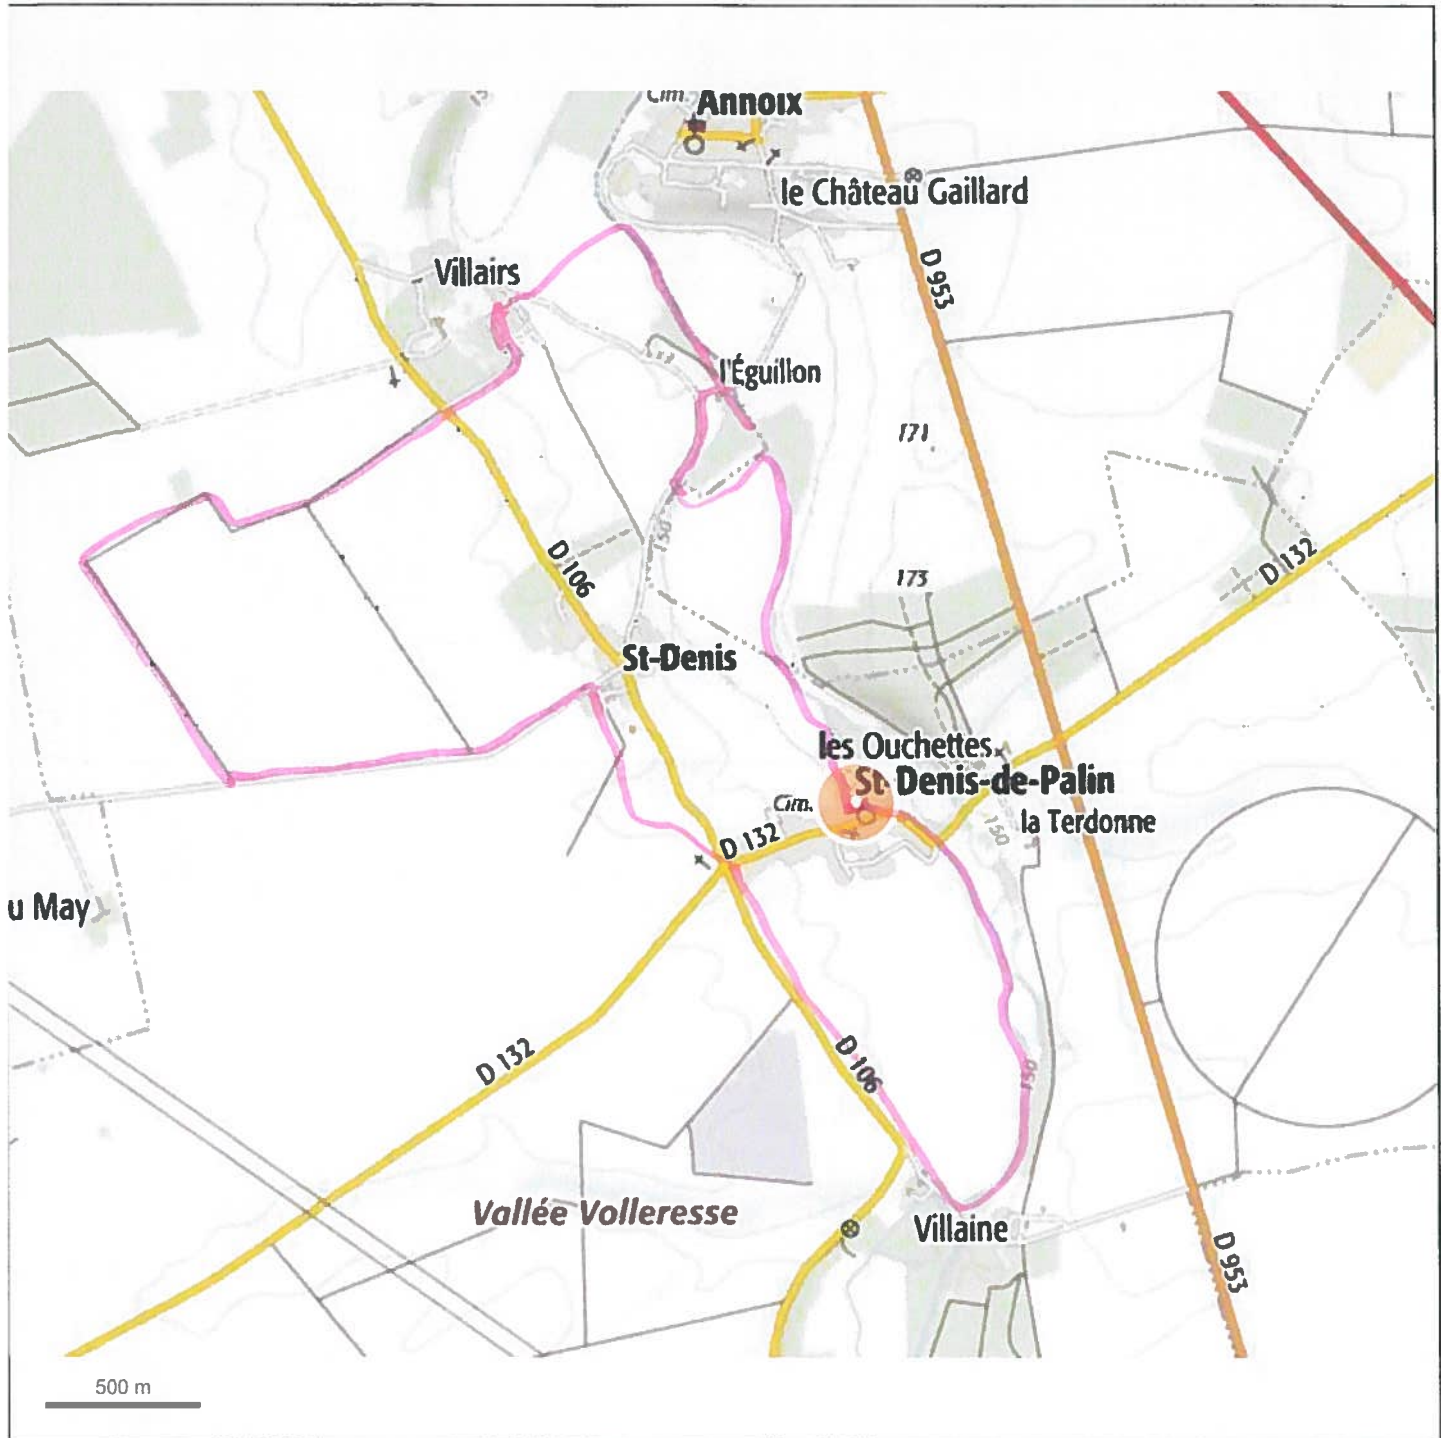 Cim.
Annoix
le Château Gaillard
Villairs
D 953
l'Éguillon
171
150
D 106
173
D 132
St-Denis
les Ouchettes
St-Denis-de-Palin
Cim.
la Terdonne
150
D 132
u May
D 132
D 106
150
Vallée Volleresse
Villaine
D 953
500 m